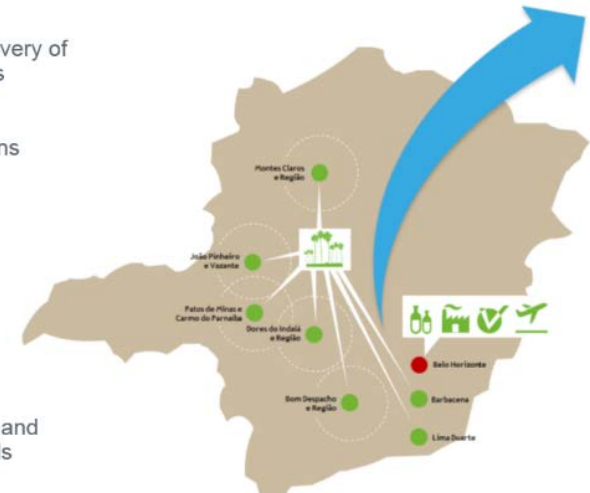 very of
s
ns
Montes Claros
e Região
João Pinheiro
e Vazante
Patos de Minas e
Carmo do Parnaíba
Dores do Indaiá
e Região
Bom Despacho
e Região
Belo Horizonte
Barbacena
Lima Duarte
and
ls